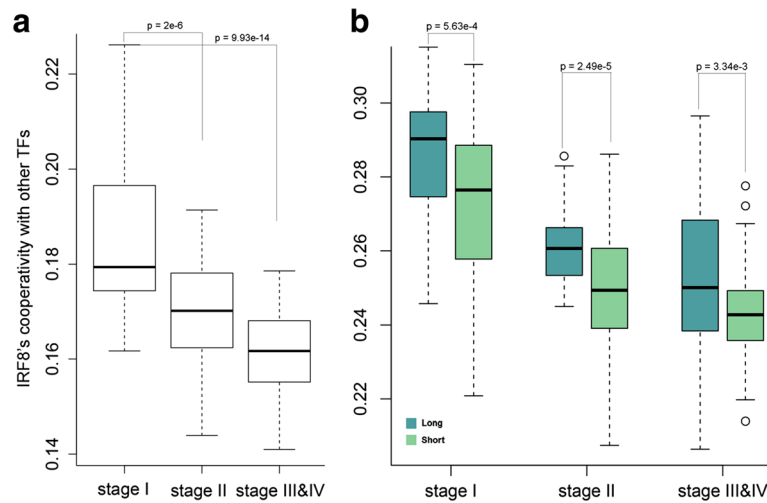 a
p = 2e-6
p = 9.93e-14
IRF8's cooperativity with other TFs
0.22
0.20
0.18
0.16
0.14
stage I
stage II
stage III&IV
b
p = 5.63e-4
p = 2.49e-5
p = 3.34e-3
0.30
0.28
0.26
0.24
0.22
Long
Short
stage I
stage II
stage III&IV